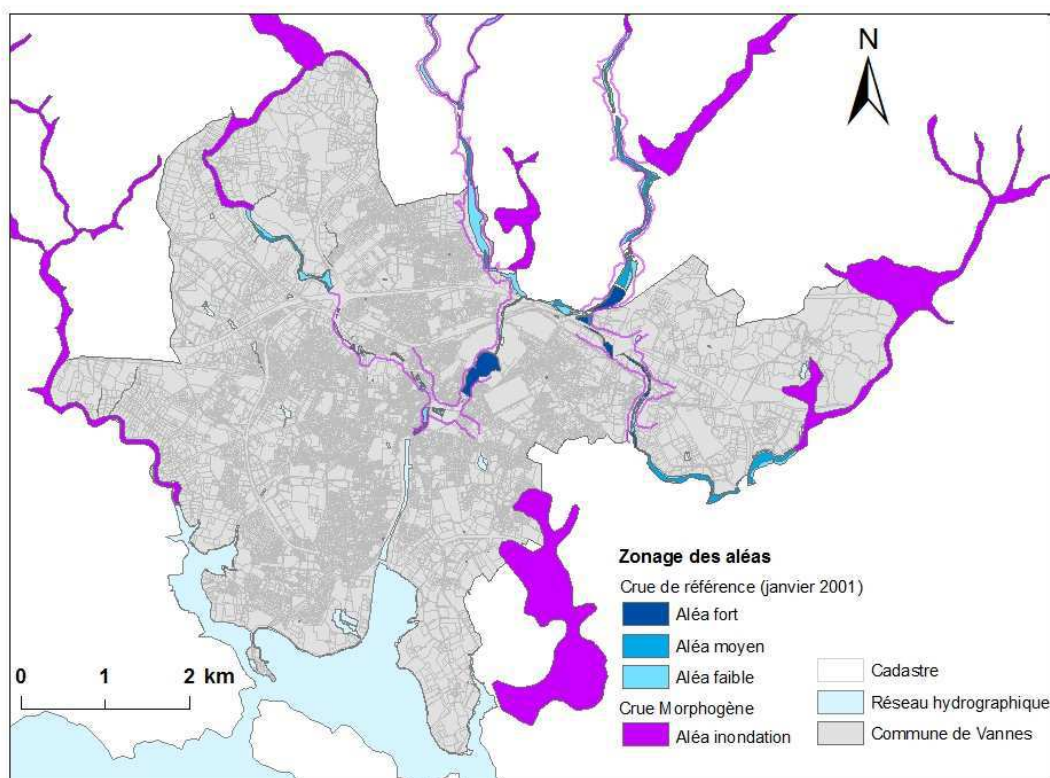 N
Zonage des aléas
Crue de référence (janvier 2001)
Aléa fort
Aléa moyen
Aléa faible
Crue Morphogène
Aléa inondation
Cadastre
Réseau hydrographique
Commune de Vannes
0 1 2 km